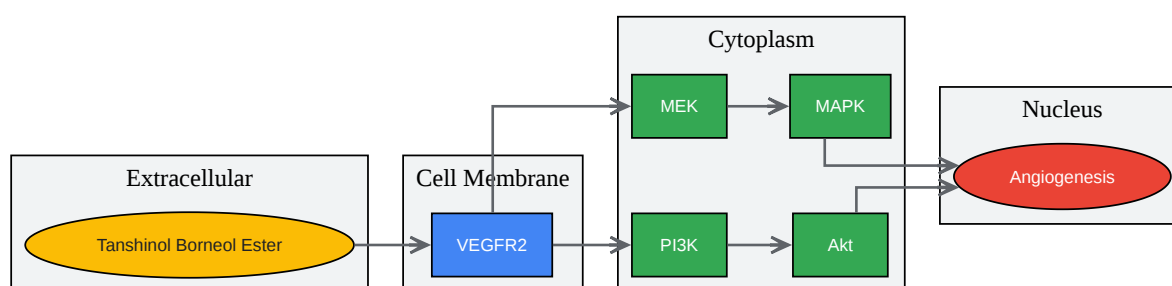 Extracellular
Tanshinol Borneol Ester
Cell Membrane
VEGFR2
Cytoplasm
MEK
MAPK
PI3K
Akt
Nucleus
Angiogenesis